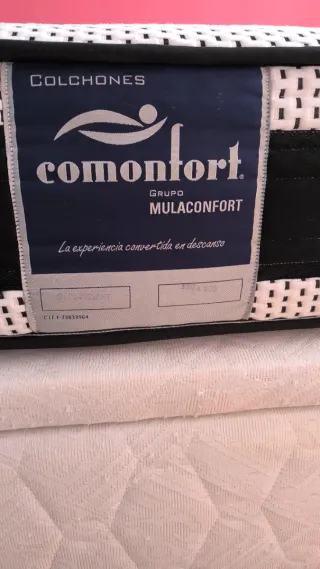 COLCHONES
comonfort®
GRUPO
MULACONFORT
La experiencia convertida en descanso